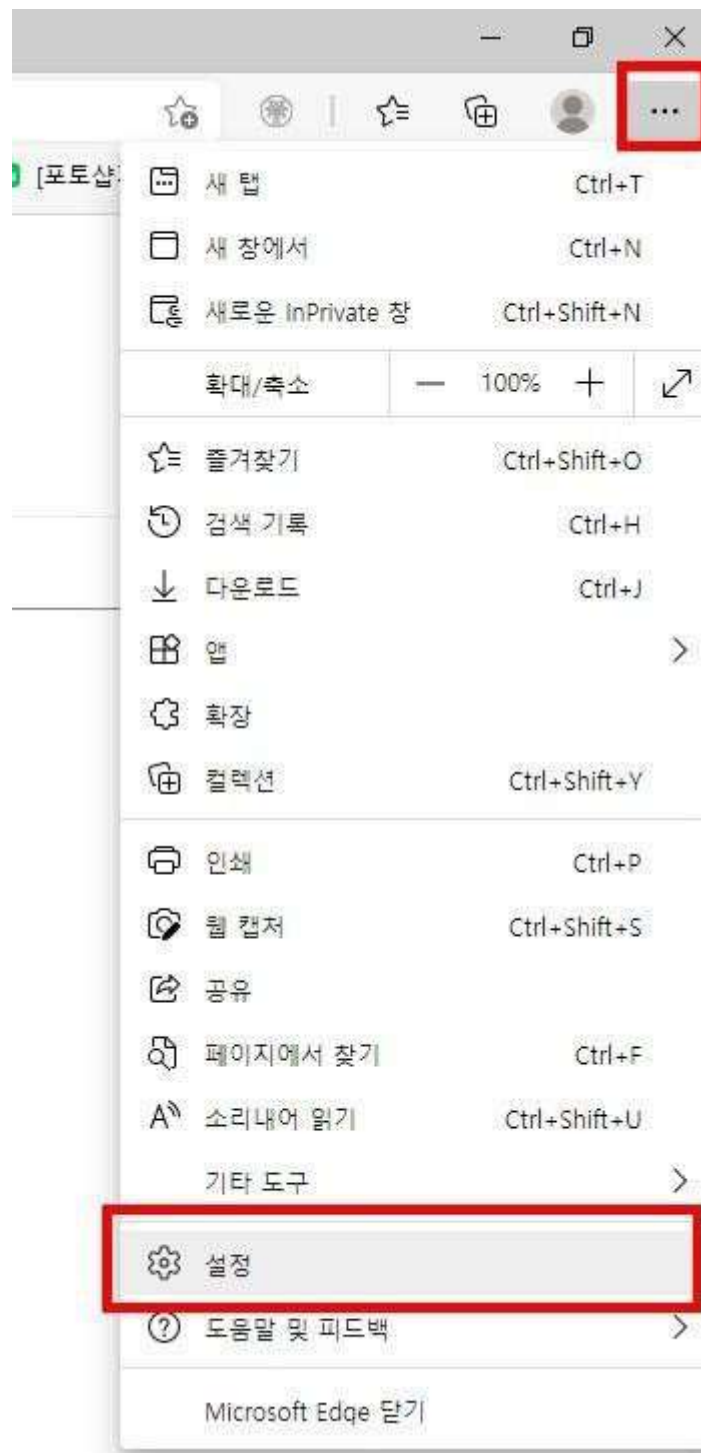 [포토샵
새 탭 Ctrl+T
새 창에서 Ctrl+N
새로운 InPrivate 창 Ctrl+Shift+N
확대/축소 — 100% +
즐겨찾기 Ctrl+Shift+O
검색 기록 Ctrl+H
다운로드 Ctrl+J
앱
확장
컬렉션 Ctrl+Shift+Y
인쇄 Ctrl+P
웹 캡처 Ctrl+Shift+S
공유
페이지에서 찾기 Ctrl+F
소리내어 읽기 Ctrl+Shift+U
기타 도구
설정
도움말 및 피드백
Microsoft Edge 닫기